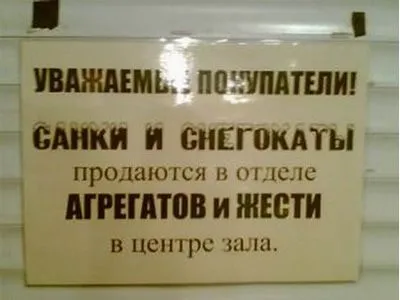 УВАЖАЕМЫЕ ПОКУПАТЕЛИ!
САНКИ И СНЕГОКАТЫ
продаются в отделе
АГРЕГАТОВ и ЖЕСТИ
в центре зала.